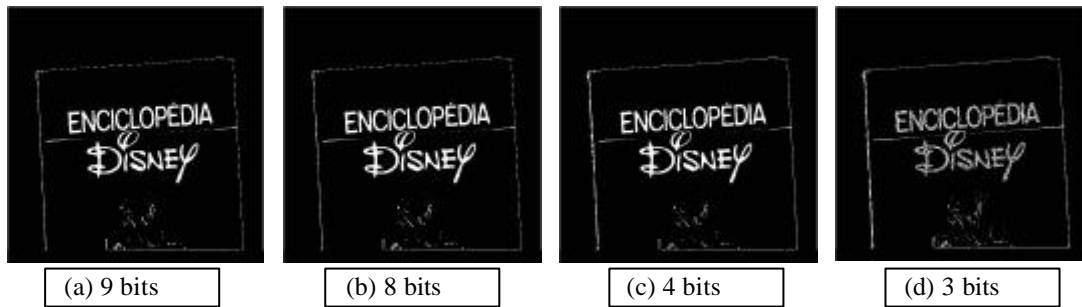 ENCICLOPÉDIA
DISNEY
ENCICLOPÉDIA
DISNEY
ENCICLOPÉDIA
DISNEY
ENCICLOPÉDIA
DISNEY
(a) 9 bits
(b) 8 bits
(c) 4 bits
(d) 3 bits